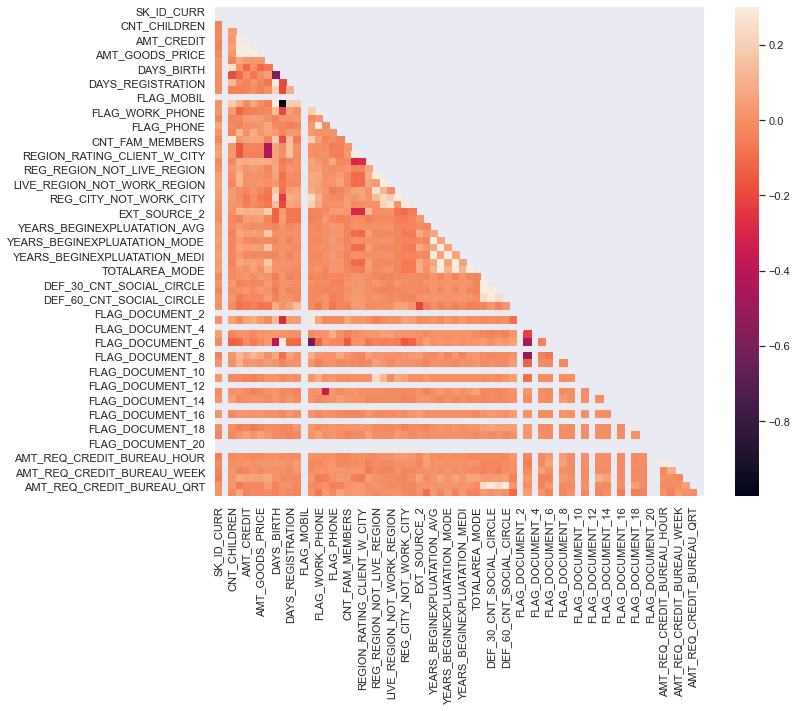 SK_ID_CURR
CNT_CHILDREN
AMT_CREDIT
AMT_GOODS_PRICE
DAYS_BIRTH
DAYS_REGISTRATION
FLAG_MOBIL
FLAG_WORK_PHONE
FLAG_PHONE
CNT_FAM_MEMBERS
REGION_RATING_CLIENT_W_CITY
REG_REGION_NOT_LIVE_REGION
LIVE_REGION_NOT_WORK_REGION
REG_CITY_NOT_WORK_CITY
EXT_SOURCE_2
YEARS_BEGINEXPLUATATION_AVG
YEARS_BEGINEXPLUATATION_MODE
YEARS_BEGINEXPLUATATION_MEDI
TOTALAREA_MODE
DEF_30_CNT_SOCIAL_CIRCLE
DEF_60_CNT_SOCIAL_CIRCLE
FLAG_DOCUMENT_2
FLAG_DOCUMENT_4
FLAG_DOCUMENT_6
FLAG_DOCUMENT_8
FLAG_DOCUMENT_10
FLAG_DOCUMENT_12
FLAG_DOCUMENT_14
FLAG_DOCUMENT_16
FLAG_DOCUMENT_18
FLAG_DOCUMENT_20
AMT_REQ_CREDIT_BUREAU_HOUR
AMT_REQ_CREDIT_BUREAU_WEEK
AMT_REQ_CREDIT_BUREAU_QRT
SK_ID_CURR
CNT_CHILDREN
AMT_CREDIT
AMT_GOODS_PRICE
DAYS_BIRTH
DAYS_REGISTRATION
FLAG_MOBIL
FLAG_WORK_PHONE
FLAG_PHONE
CNT_FAM_MEMBERS
REGION_RATING_CLIENT_W_CITY
REG_REGION_NOT_LIVE_REGION
LIVE_REGION_NOT_WORK_REGION
REG_CITY_NOT_WORK_CITY
EXT_SOURCE_2
YEARS_BEGINEXPLUATATION_AVG
YEARS_BEGINEXPLUATATION_MODE
YEARS_BEGINEXPLUATATION_MEDI
TOTALAREA_MODE
DEF_30_CNT_SOCIAL_CIRCLE
DEF_60_CNT_SOCIAL_CIRCLE
FLAG_DOCUMENT_2
FLAG_DOCUMENT_4
FLAG_DOCUMENT_6
FLAG_DOCUMENT_8
FLAG_DOCUMENT_10
FLAG_DOCUMENT_12
FLAG_DOCUMENT_14
FLAG_DOCUMENT_16
FLAG_DOCUMENT_18
FLAG_DOCUMENT_20
AMT_REQ_CREDIT_BUREAU_HOUR
AMT_REQ_CREDIT_BUREAU_WEEK
AMT_REQ_CREDIT_BUREAU_QRT
0.2
0.0
−0.2
−0.4
−0.6
−0.8